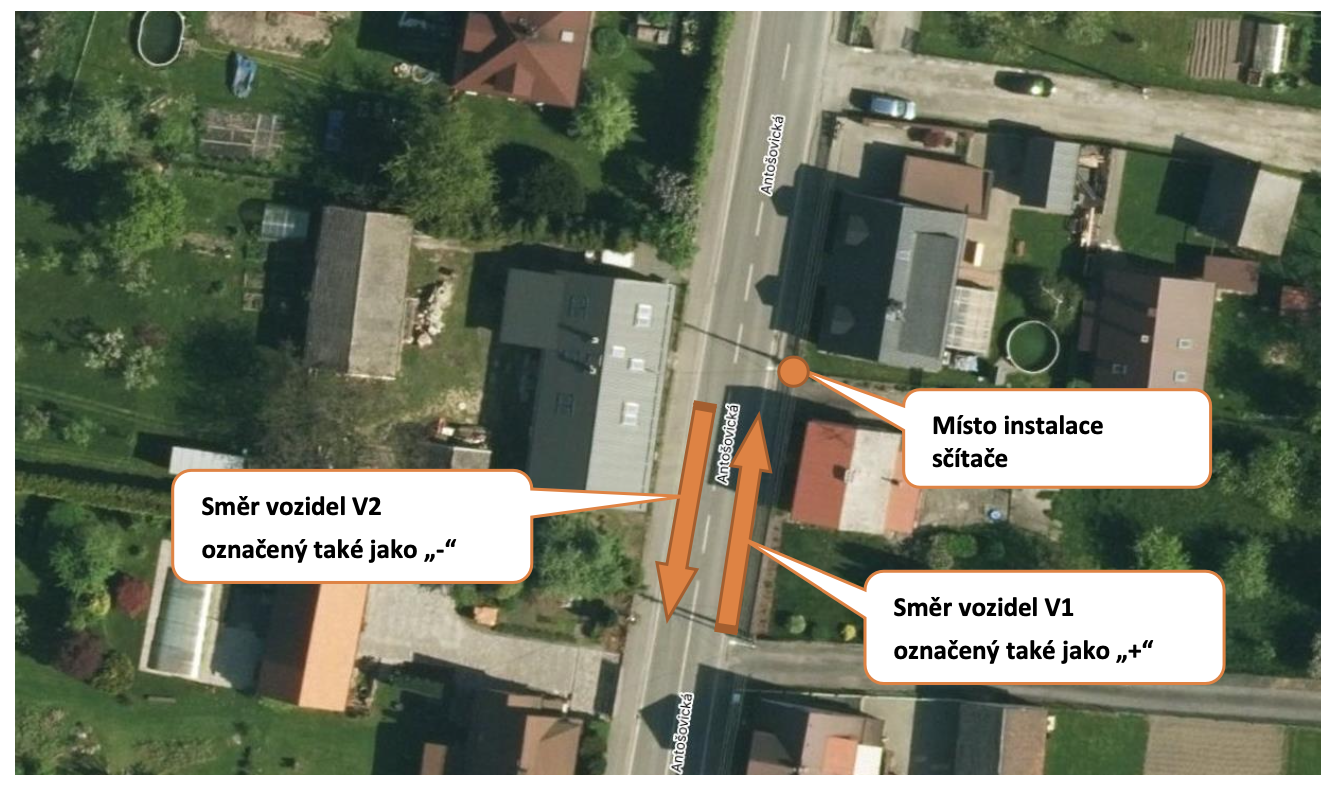 Antošovická
Místo instalace
sčítače
Antošovická
Směr vozidel V2
označený také jako „-“
Směr vozidel V1
označený také jako „+“
Antošovická